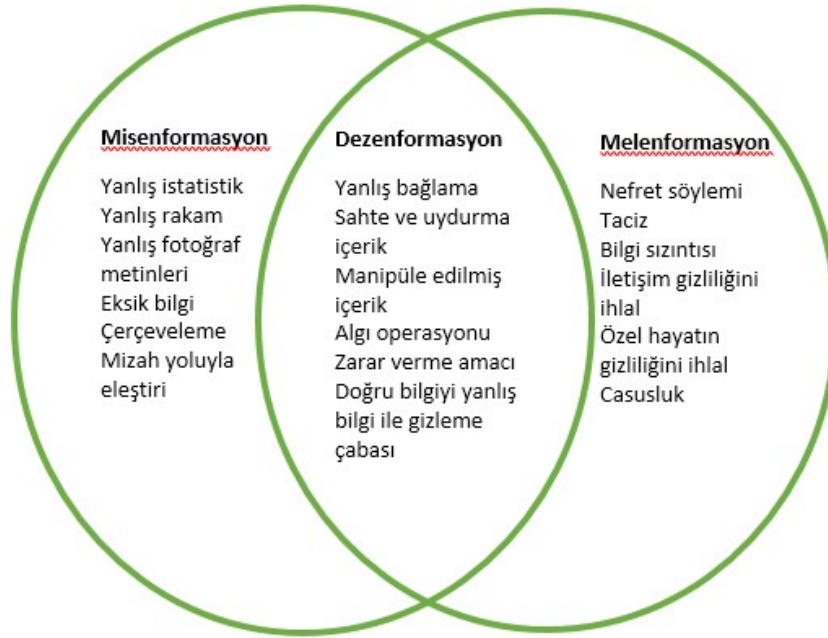 Misenformasyon
Yanlış istatistik
Yanlış rakam
Yanlış fotoğraf
metinleri
Eksik bilgi
Çerçeveleme
Mizah yoluyla
eleştiri
Dezenformasyon
Yanlış bağlama
Sahte ve uydurma
içerik
Manipüle edilmiş
içerik
Algı operasyonu
Zarar verme amacı
Doğru bilgiyi yanlış
bilgi ile gizleme
çabası
Melenformasyon
Nefret söylemi
Taciz
Bilgi sızıntısı
İletişim gizliliğini
ihlal
Özel hayatın
gizliliğini ihlal
Casusluk